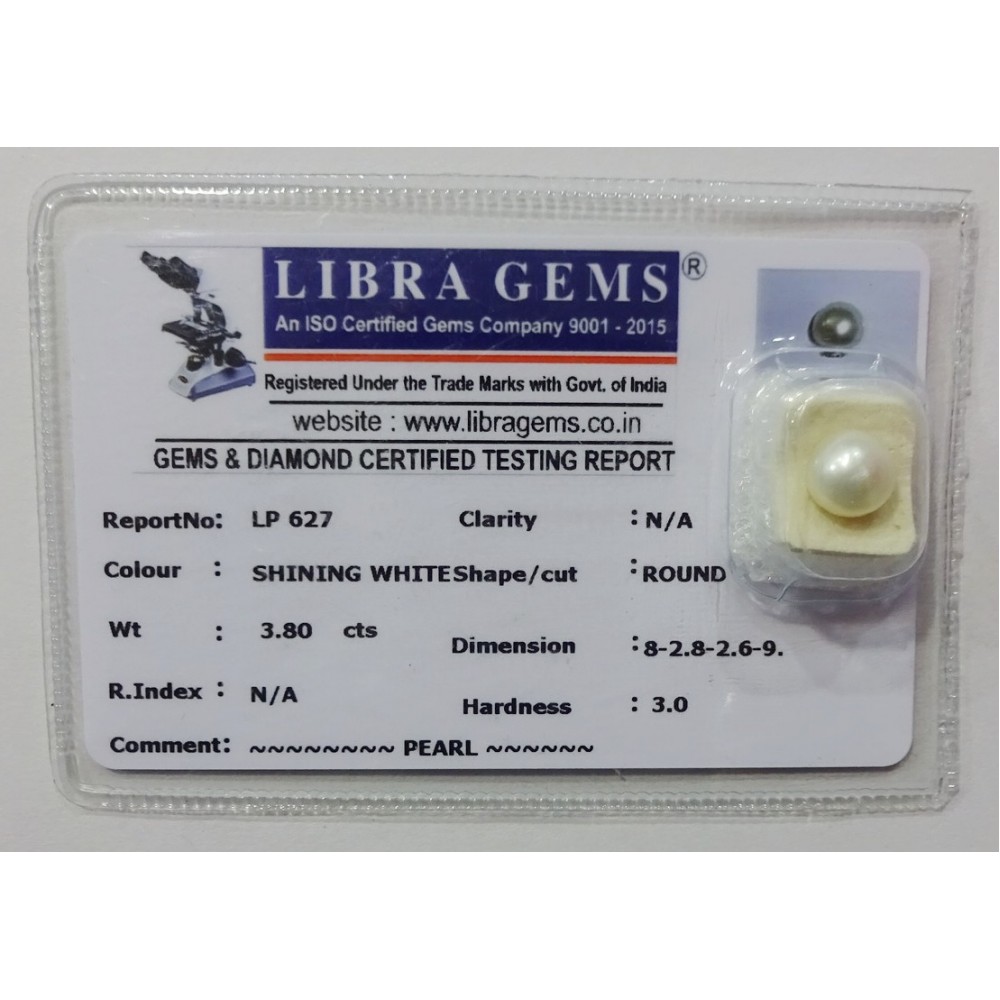 LIBRA GEMS ®
An ISO Certified Gems Company 9001 - 2015
Registered Under the Trade Marks with Govt. of India
website : www.libragems.co.in
GEMS & DIAMOND CERTIFIED TESTING REPORT
ReportNo: LP 627 Clarity : N/A
Colour : SHINING WHITE Shape/cut : ROUND
Wt : 3.80 cts Dimension : 8-2.8-2.6-9.
R.Index : N/A Hardness : 3.0
Comment: ~~~~~~~~ PEARL ~~~~~~